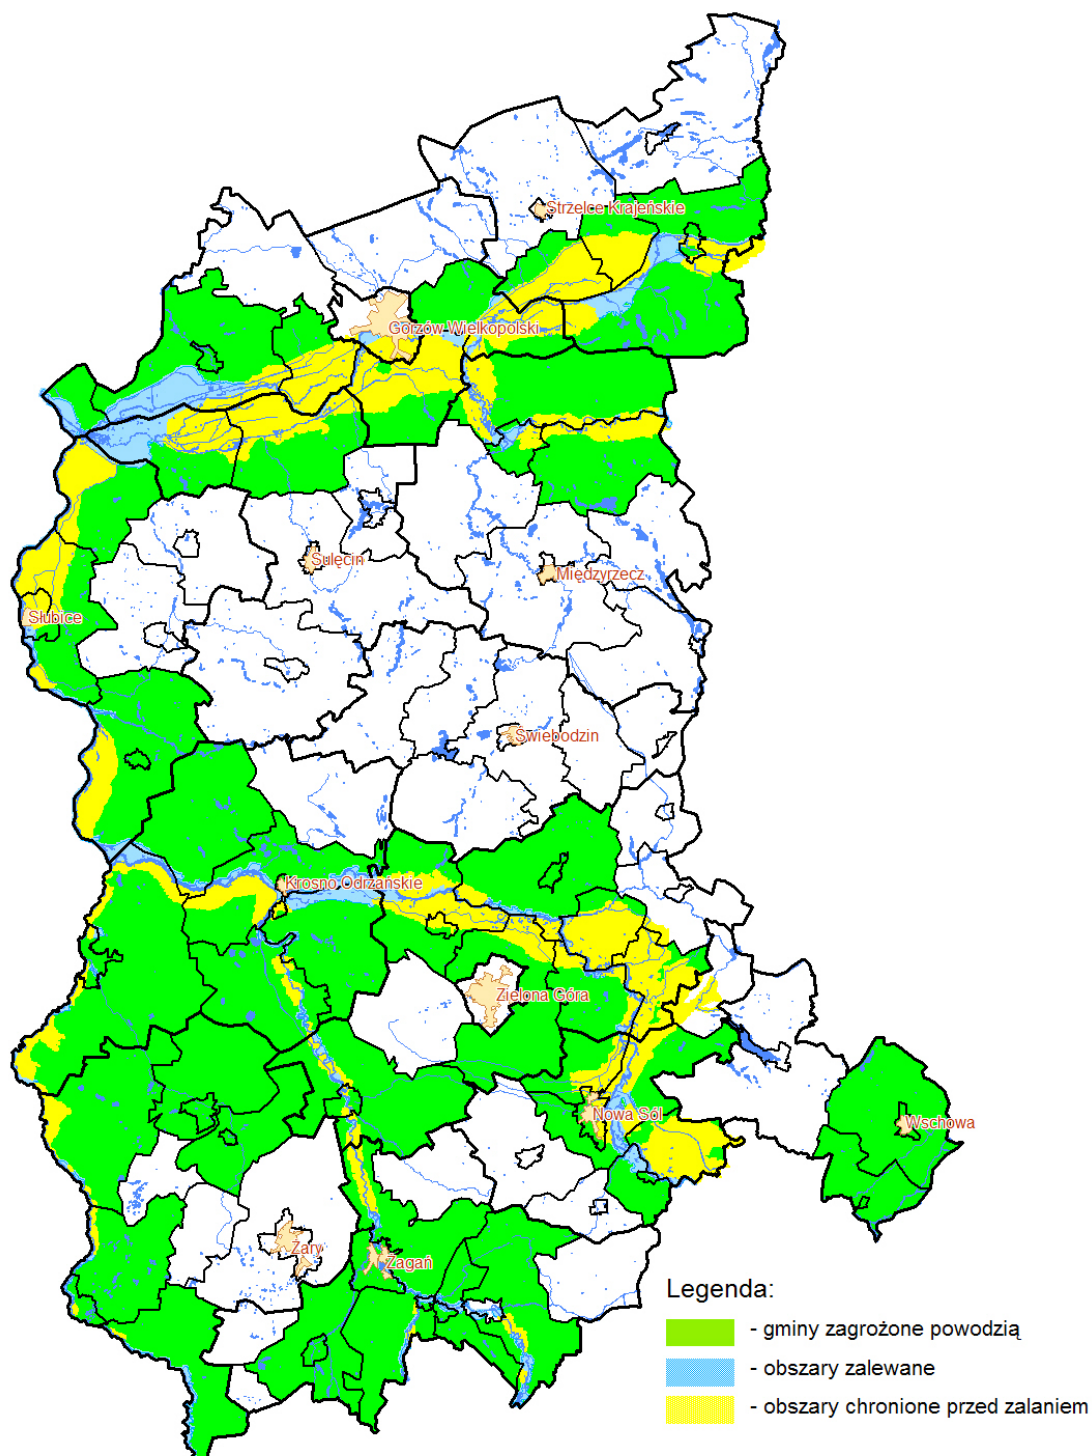 Strzelce Krajeńskie
Gorzów Wielkopolski
Sulęcin
Międzyrzecz
Słubice
Świebodzin
Krosno Odrzańskie
Zielona Góra
Nowa Sól
Wschowa
Żary
Żagań
Legenda:
- gminy zagrożone powodzią
- obszary zalewane
- obszary chronione przed zalaniem